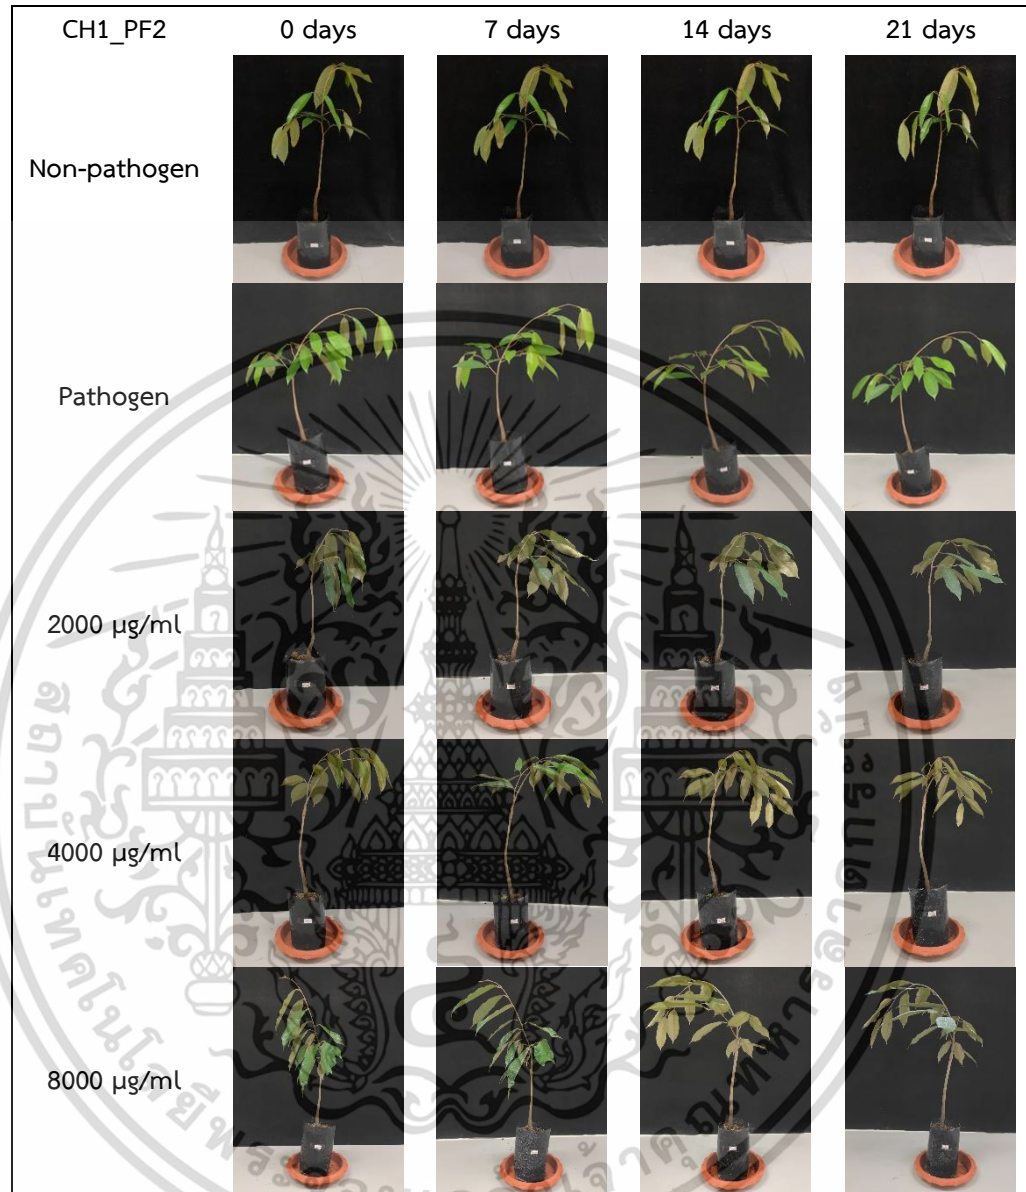 CH1_PF2 0 days 7 days 14 days 21 days
Non-pathogen
Pathogen
2000 µg/ml
4000 µg/ml
8000 µg/ml